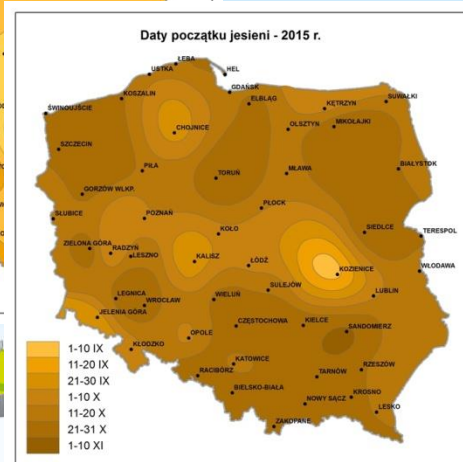 Daty początku jesieni - 2015 r.
ŁEBA
USTKA
HEL
GDAŃSK
KOSZALIN
ELBLĄG
KĘTRZYN
SUWAŁKI
ŚWINOUJŚCIE
CHOJNICE
OLSZTYN
MIKOŁAJKI
SZCZECIN
PIŁA
TORUŃ
MŁAWA
BIAŁYSTOK
GORZÓW WLKP.
PŁOCK
SŁUBICE
POZNAŃ
KOŁO
SIEDLCE
TERESPOL
ZIELONA GÓRA
RADZYŃ
LESZNO
KALISZ
ŁÓDŹ
KOZIENICE
WŁODAWA
LEGNICA
WROCŁAW
WIELUŃ
SULEJÓW
LUBLIN
JELENIA GÓRA
OPOLE
CZĘSTOCHOWA
KIELCE
SANDOMIERZ
KŁODZKO
KATOWICE
RACIBÓRZ
TARNÓW
RZESZÓW
BIELSKO-BIAŁA
NOWY SĄCZ
KROSNO
LESKO
ZAKOPANE
1-10 IX
11-20 IX
21-30 IX
1-10 X
11-20 X
21-31 X
1-10 XI